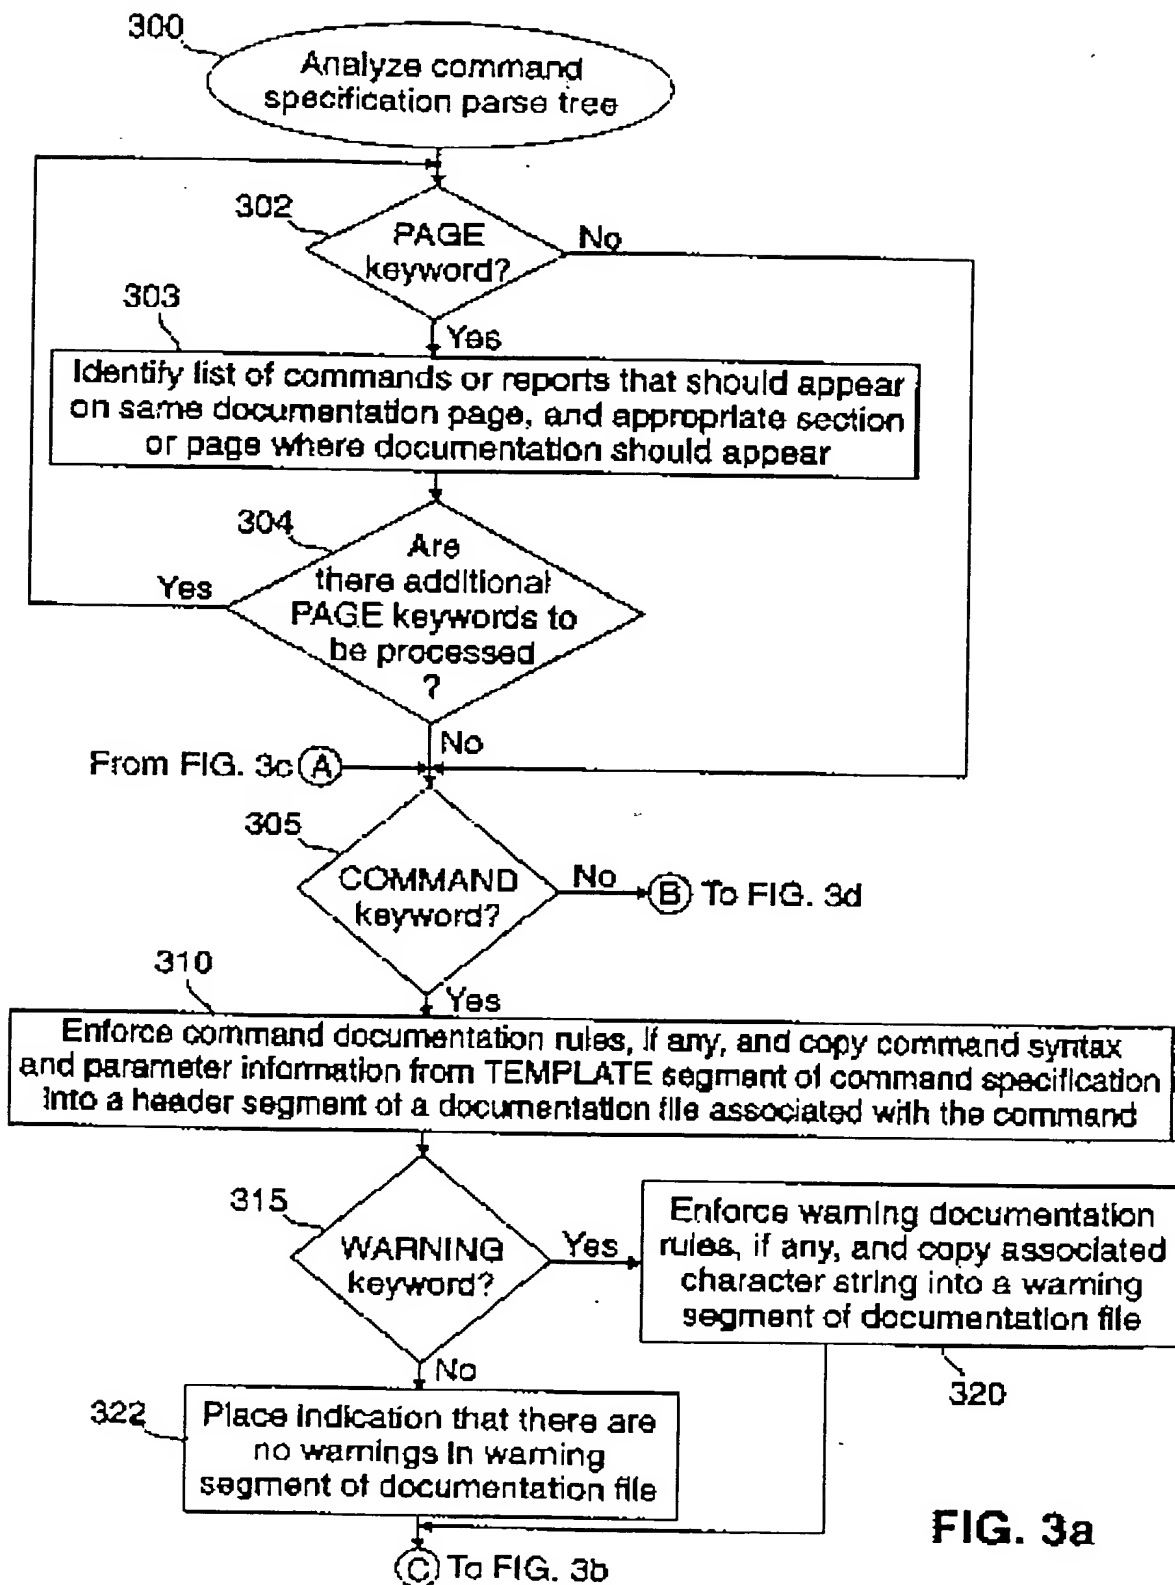 300
Analyze command
specification parse tree
302
PAGE
keyword?
No
303
Yes
Identify list of commands or reports that should appear
on same documentation page, and appropriate section
or page where documentation should appear
304
Are
there additional
PAGE keywords to
be processed
?
Yes
No
From FIG. 3c A
305
COMMAND
keyword?
No
B To FIG. 3d
310
Yes
Enforce command documentation rules, if any, and copy command syntax
and parameter information from TEMPLATE segment of command specification
into a header segment of a documentation file associated with the command
315
WARNING
keyword?
Yes
Enforce warning documentation
rules, if any, and copy associated
character string into a warning
segment of documentation file
320
No
322
Place indication that there are
no warnings in warning
segment of documentation file
C To FIG. 3b
FIG. 3a